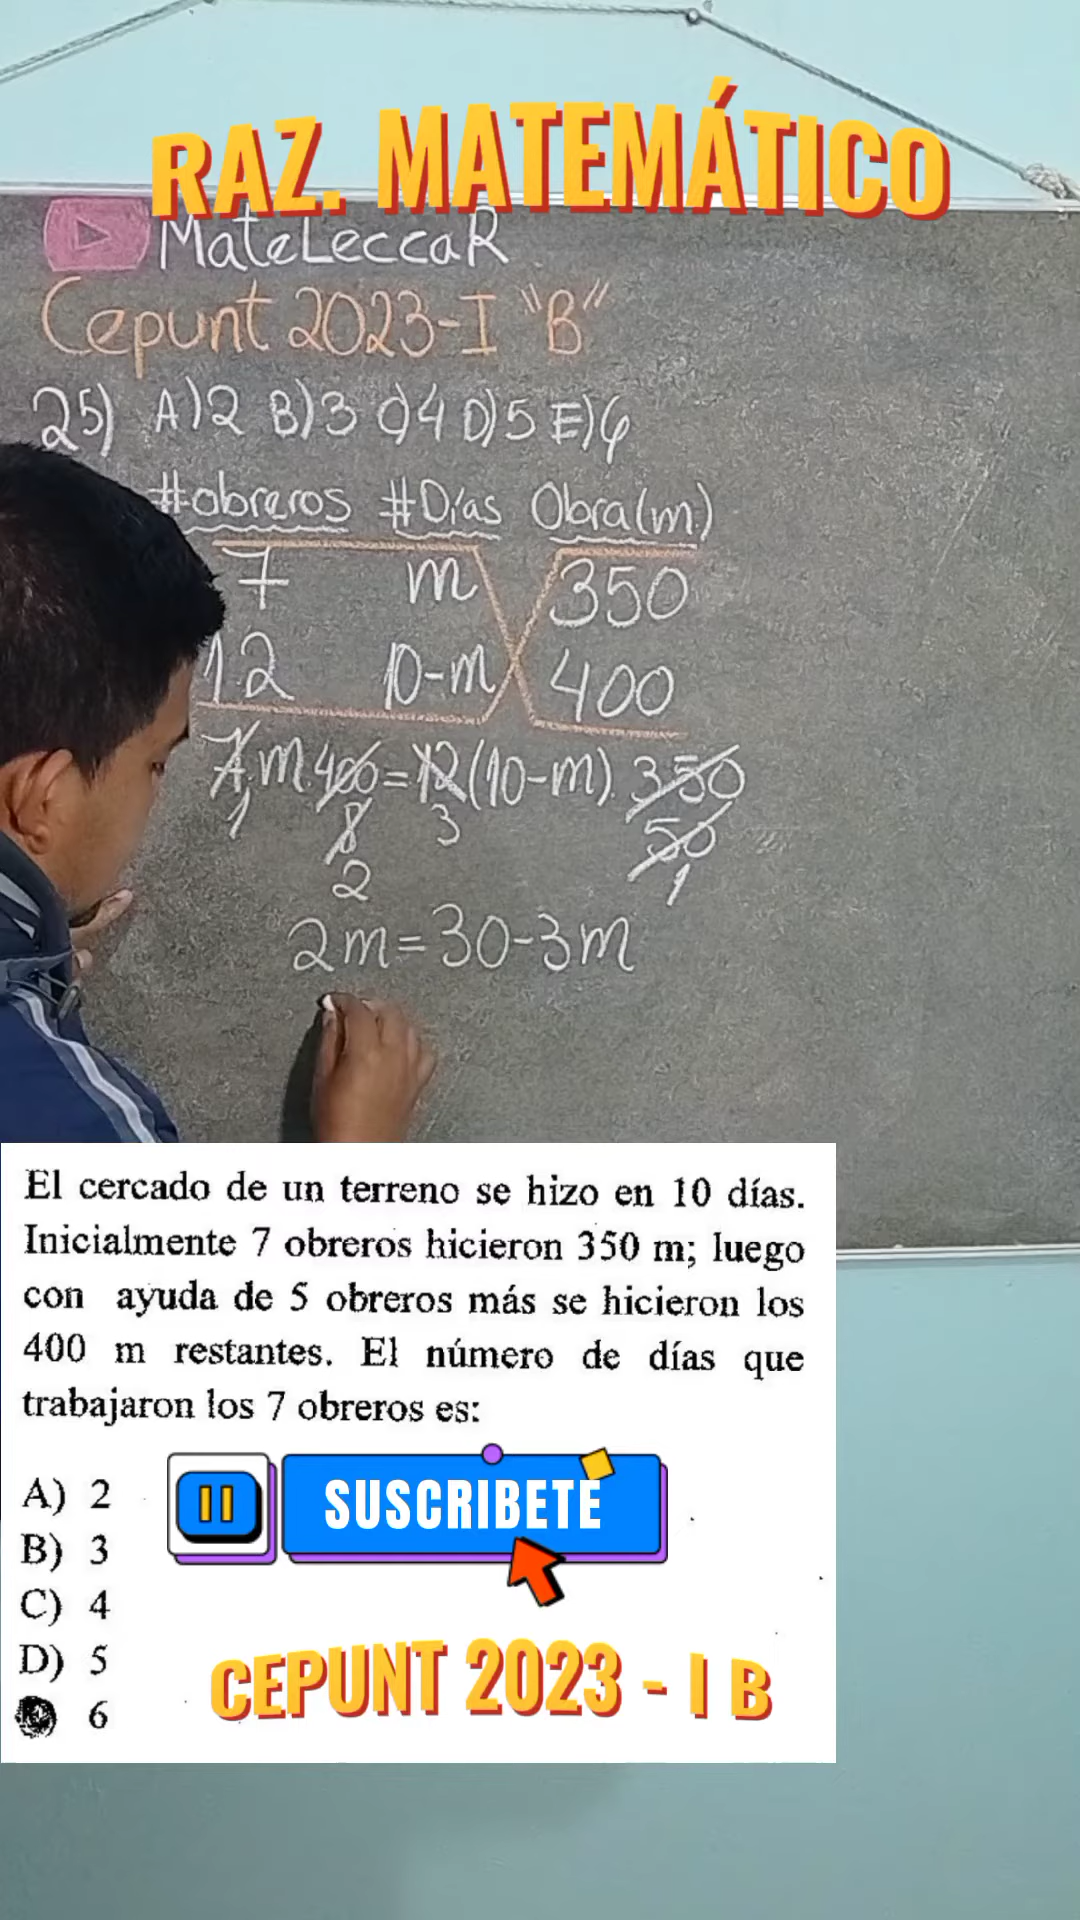 RAZ. MATEMÁTICO
MateLeccaR
Cepunt 2023-I "B"
25) A)2 B)3 C)4 D)5 E)6
#obreros #Días Obra(m)
7 m 350
12 10-m 400
7.m.400=12(10-m).350
1 8 3 50
2 1
2m=30-3m
El cercado de un terreno se hizo en 10 días.
Inicialmente 7 obreros hicieron 350 m; luego
con ayuda de 5 obreros más se hicieron los
400 m restantes. El número de días que
trabajaron los 7 obreros es:
A) 2
SUSCRIBETE
B) 3
C) 4
D) 5
6
CEPUNT 2023 - I B